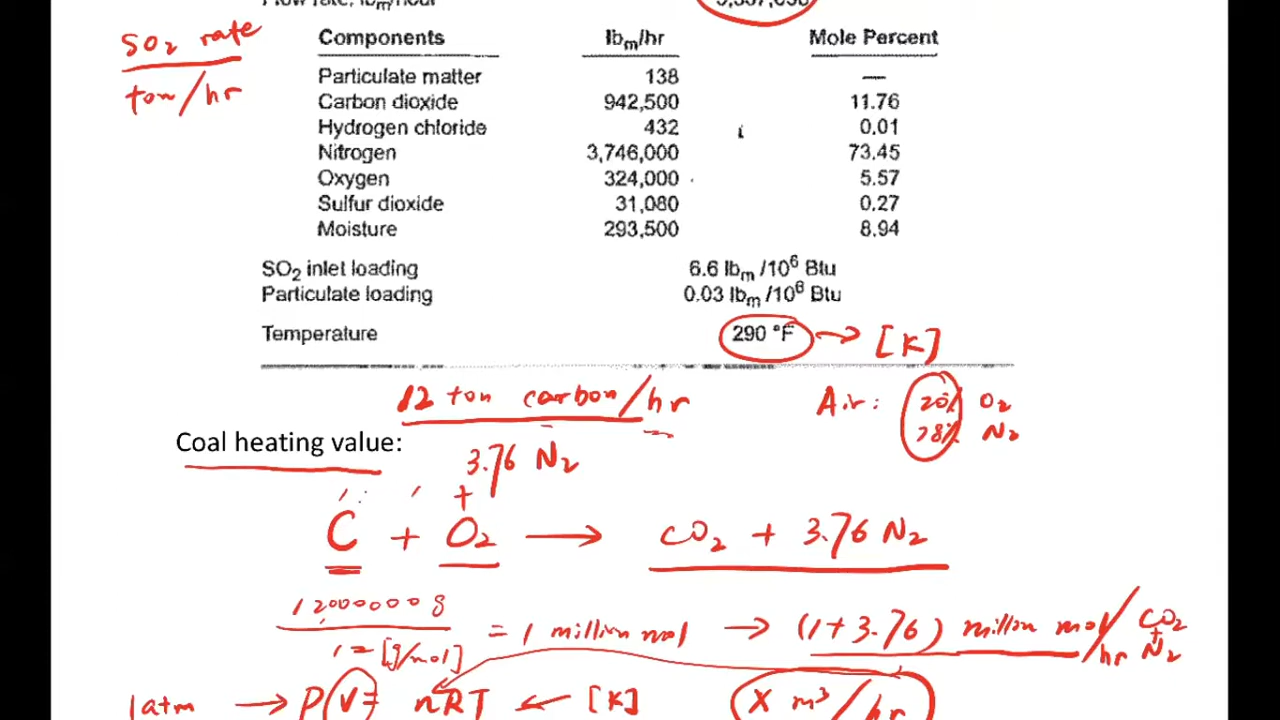 Flow rate, lbm/hour
SO2 rate
ton/hr
Components lbm/hr Mole Percent
Particulate matter 138 —
Carbon dioxide 942,500 11.76
Hydrogen chloride 432 0.01
Nitrogen 3,746,000 73.45
Oxygen 324,000 5.57
Sulfur dioxide 31,080 0.27
Moisture 293,500 8.94
SO2 inlet loading 6.6 lbm /10^6 Btu
Particulate loading 0.03 lbm /10^6 Btu
Temperature 290 °F → [K]
12 ton carbon/hr
Air: 20% O2
78% N2
Coal heating value:
3.76 N2
+
C + O2 → CO2 + 3.76 N2
12000000 g
12 [g/mol]
= 1 million mol → (1+3.76) million mol/hr CO2 + N2
1atm → PV = nRT ← [K] X m³/hr